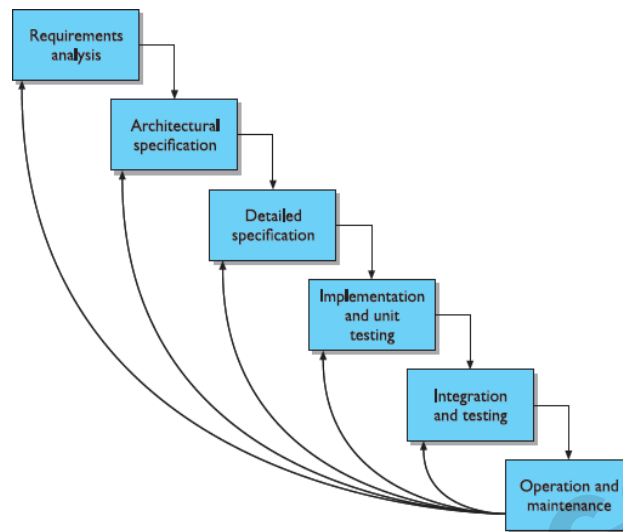 Requirements
analysis
Architectural
specification
Detailed
specification
Implementation
and unit
testing
Integration
and testing
Operation and
maintenance